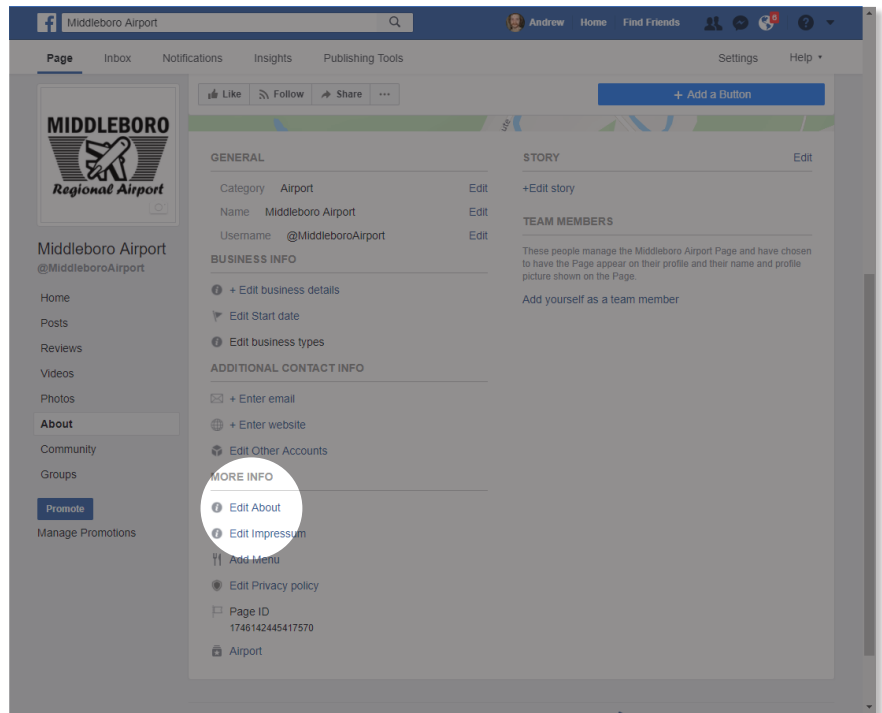 Middleboro Airport
Andrew Home Find Friends 6
Page Inbox Notifications Insights Publishing Tools Settings Help
MIDDLEBORO
Regional Airport
Middleboro Airport
@MiddleboroAirport
Home
Posts
Reviews
Videos
Photos
About
Community
Groups
Promote
Manage Promotions
Like Follow Share ...
+ Add a Button
ute
GENERAL
Category Airport Edit
Name Middleboro Airport Edit
Username @MiddleboroAirport Edit
BUSINESS INFO
+ Edit business details
Edit Start date
Edit business types
ADDITIONAL CONTACT INFO
+ Enter email
+ Enter website
Edit Other Accounts
MORE INFO
Edit About
Edit Impressum
Add Menu
Edit Privacy policy
Page ID
1746142445417570
Airport
STORY Edit
+Edit story
TEAM MEMBERS
These people manage the Middleboro Airport Page and have chosen
to have the Page appear on their profile and their name and profile
picture shown on the Page.
Add yourself as a team member